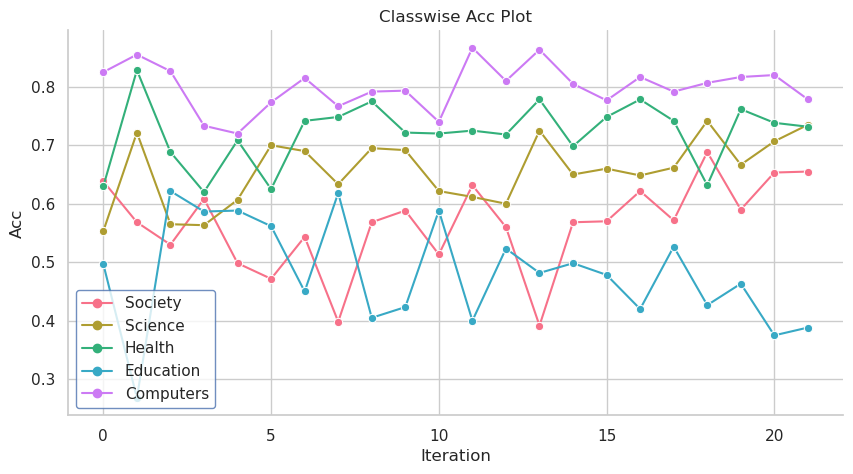 Classwise Acc Plot
Acc
0.8
0.7
0.6
0.5
0.4
0.3
Society
Science
Health
Education
Computers
0 5 10 15 20
Iteration